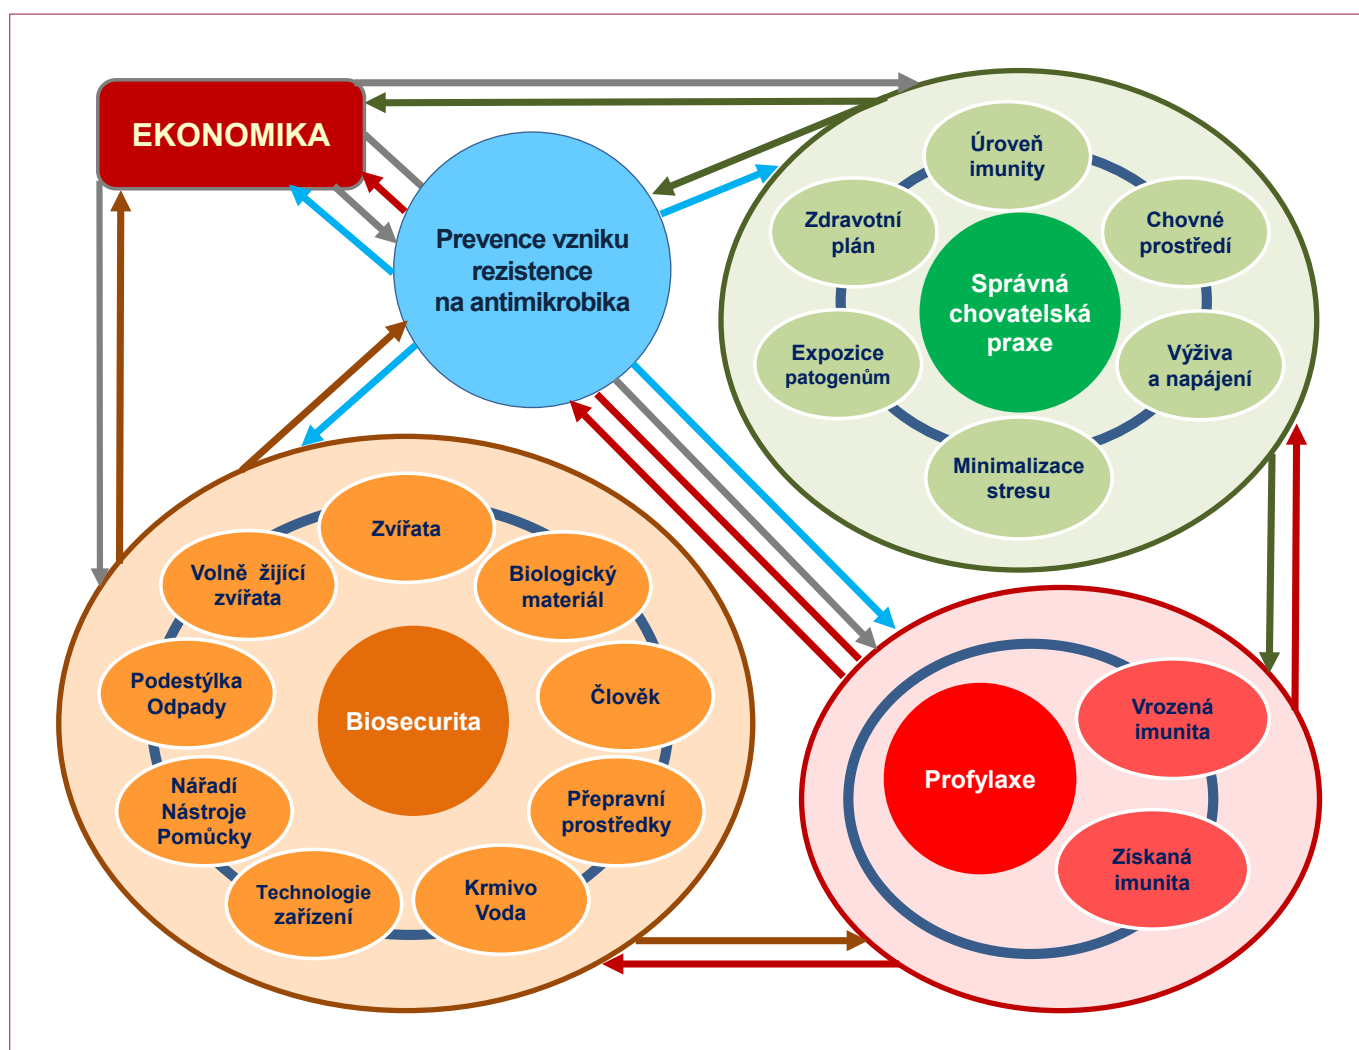 EKONOMIKA
Prevence vzniku
rezistence
na antimikrobika
Úroveň
imunity
Zdravotní
plán
Chovné
prostředí
Správná
chovatelská
praxe
Expozice
patogenům
Výživa
a napájení
Minimalizace
stresu
Zvířata
Volně žijící
zvířata
Biologický
materiál
Podestýlka
Odpady
Biosecurita
Člověk
Nářadí
Nástroje
Pomůcky
Přepravní
prostředky
Technologie
zařízení
Krmivo
Voda
Vrozená
imunita
Profylaxe
Získaná
imunita